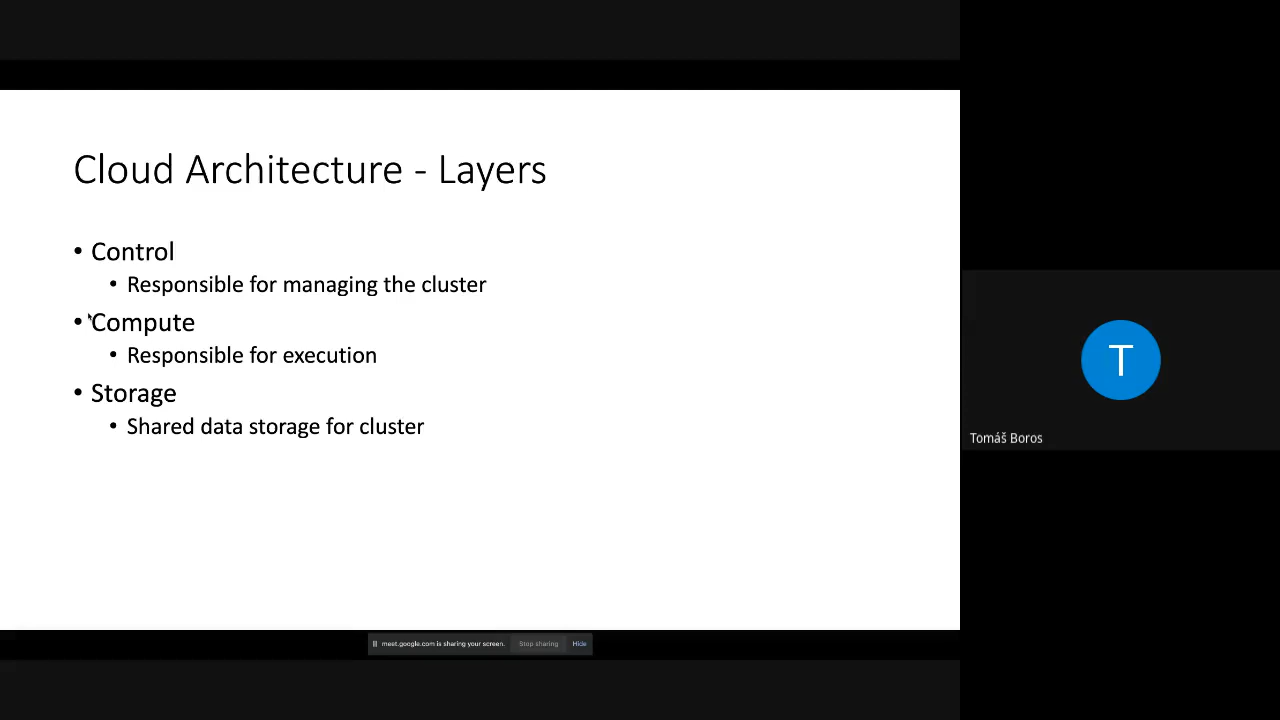 Cloud Architecture - Layers
• Control
• Responsible for managing the cluster
• Compute
• Responsible for execution
• Storage
• Shared data storage for cluster
T
Tomáš Boros
meet.google.com is sharing your screen. Stop sharing Hide